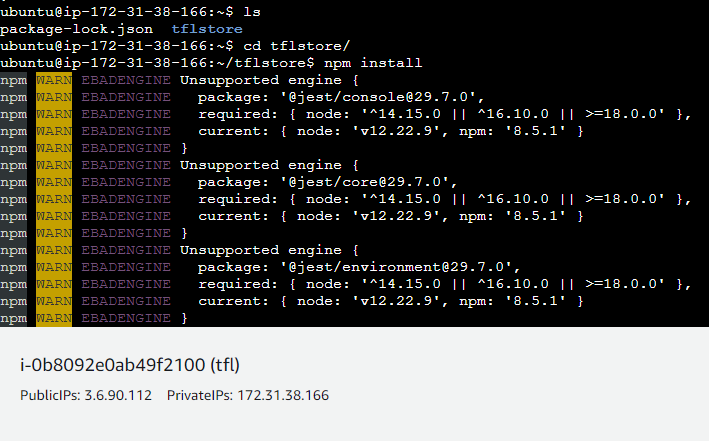 ubuntu@ip-172-31-38-166:~$ ls
package-lock.json  tflstore
ubuntu@ip-172-31-38-166:~$ cd tflstore/
ubuntu@ip-172-31-38-166:~/tflstore$ npm install
npm WARN EBADENGINE Unsupported engine {
npm WARN EBADENGINE   package: '@jest/console@29.7.0',
npm WARN EBADENGINE   required: { node: '^14.15.0 || ^16.10.0 || >=18.0.0' },
npm WARN EBADENGINE   current: { node: 'v12.22.9', npm: '8.5.1' }
npm WARN EBADENGINE }
npm WARN EBADENGINE Unsupported engine {
npm WARN EBADENGINE   package: '@jest/core@29.7.0',
npm WARN EBADENGINE   required: { node: '^14.15.0 || ^16.10.0 || >=18.0.0' },
npm WARN EBADENGINE   current: { node: 'v12.22.9', npm: '8.5.1' }
npm WARN EBADENGINE }
npm WARN EBADENGINE Unsupported engine {
npm WARN EBADENGINE   package: '@jest/environment@29.7.0',
npm WARN EBADENGINE   required: { node: '^14.15.0 || ^16.10.0 || >=18.0.0' },
npm WARN EBADENGINE   current: { node: 'v12.22.9', npm: '8.5.1' }
npm WARN EBADENGINE }
i-0b8092e0ab49f2100 (tfl)
PublicIPs: 3.6.90.112  PrivateIPs: 172.31.38.166